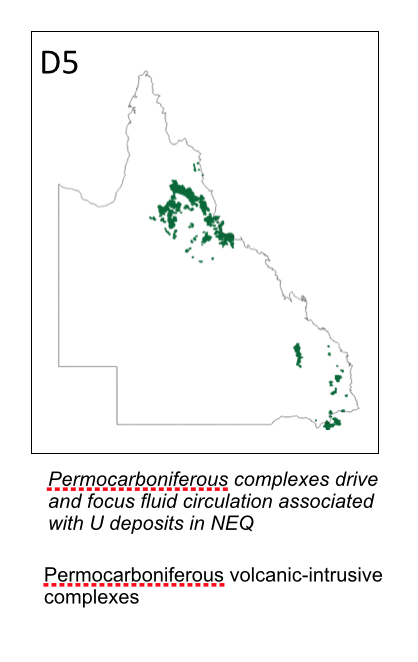 D5
Permocarboniferous complexes drive
and focus fluid circulation associated
with U deposits in NEQ
Permocarboniferous volcanic-intrusive
complexes